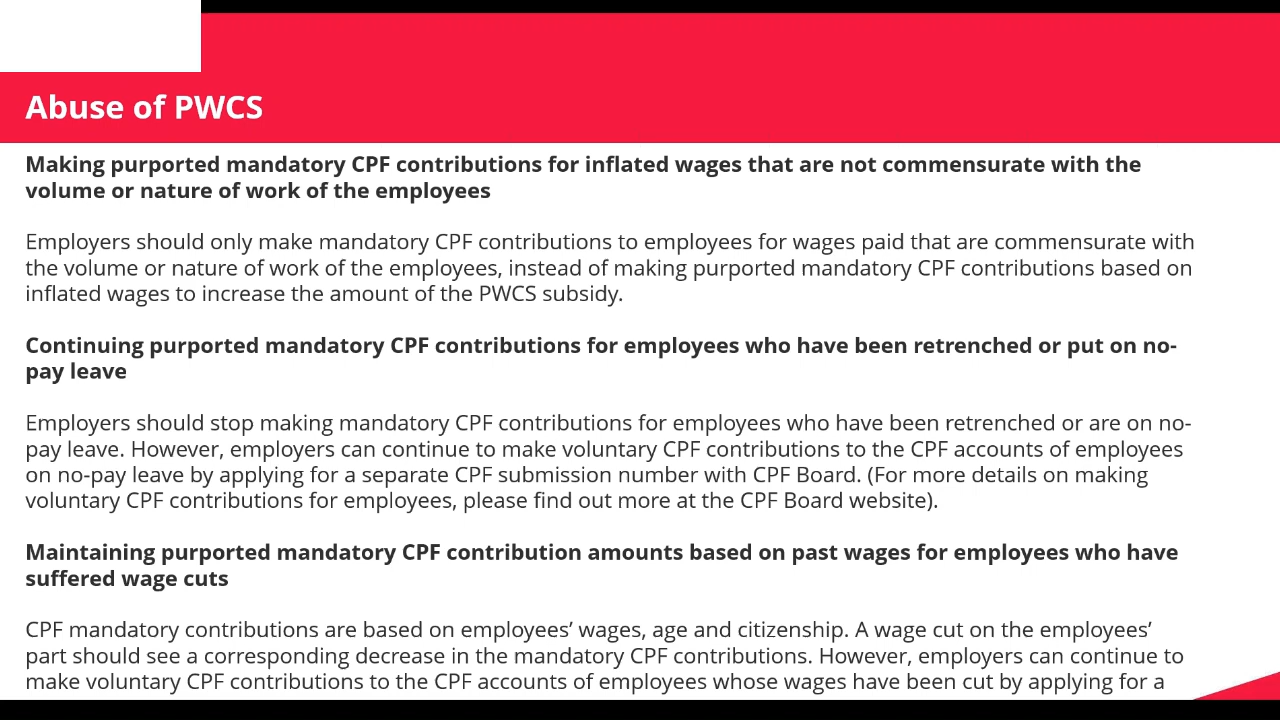 Abuse of PWCS
Making purported mandatory CPF contributions for inflated wages that are not commensurate with the
volume or nature of work of the employees
Employers should only make mandatory CPF contributions to employees for wages paid that are commensurate with
the volume or nature of work of the employees, instead of making purported mandatory CPF contributions based on
inflated wages to increase the amount of the PWCS subsidy.
Continuing purported mandatory CPF contributions for employees who have been retrenched or put on no-
pay leave
Employers should stop making mandatory CPF contributions for employees who have been retrenched or are on no-
pay leave. However, employers can continue to make voluntary CPF contributions to the CPF accounts of employees
on no-pay leave by applying for a separate CPF submission number with CPF Board. (For more details on making
voluntary CPF contributions for employees, please find out more at the CPF Board website).
Maintaining purported mandatory CPF contribution amounts based on past wages for employees who have
suffered wage cuts
CPF mandatory contributions are based on employees’ wages, age and citizenship. A wage cut on the employees’
part should see a corresponding decrease in the mandatory CPF contributions. However, employers can continue to
make voluntary CPF contributions to the CPF accounts of employees whose wages have been cut by applying for a